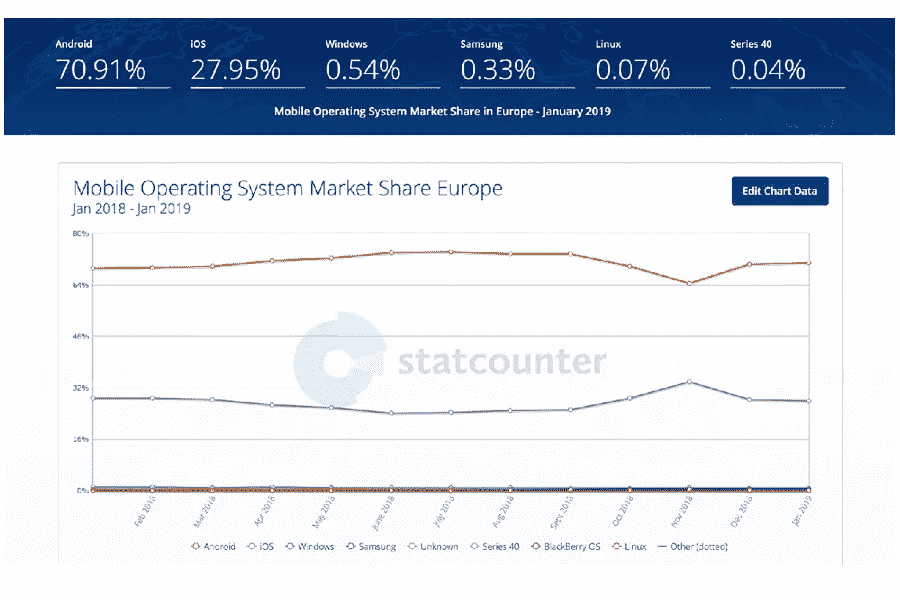 Android iOS Windows Samsung Linux Series 40
70.91% 27.95% 0.54% 0.33% 0.07% 0.04%
Mobile Operating System Market Share in Europe - January 2019
Mobile Operating System Market Share Europe
Jan 2018 - Jan 2019
Edit Chart Data
80%
64%
48%
32%
16%
0%
statcounter
Feb 2018 Mar 2018 Apr 2018 May 2018 June 2018 July 2018 Aug 2018 Sept 2018 Oct 2018 Nov 2018 Dec 2018 Jan 2019
Android iOS Windows Samsung Unknown Series 40 BlackBerry OS Linux Other (dotted)